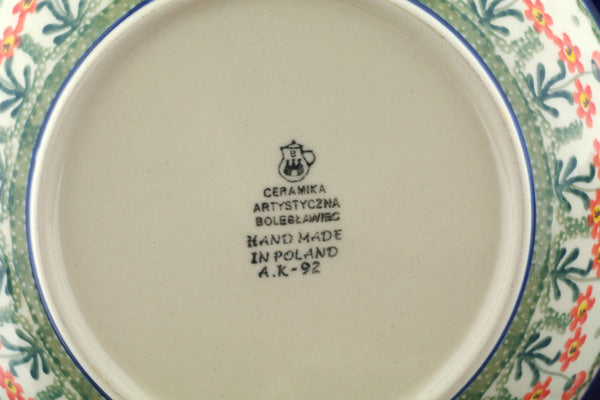 B
CERAMIKA
ARTYSTYCZNA
BOLESŁAWIEC
HAND MADE
IN POLAND
A.K-92